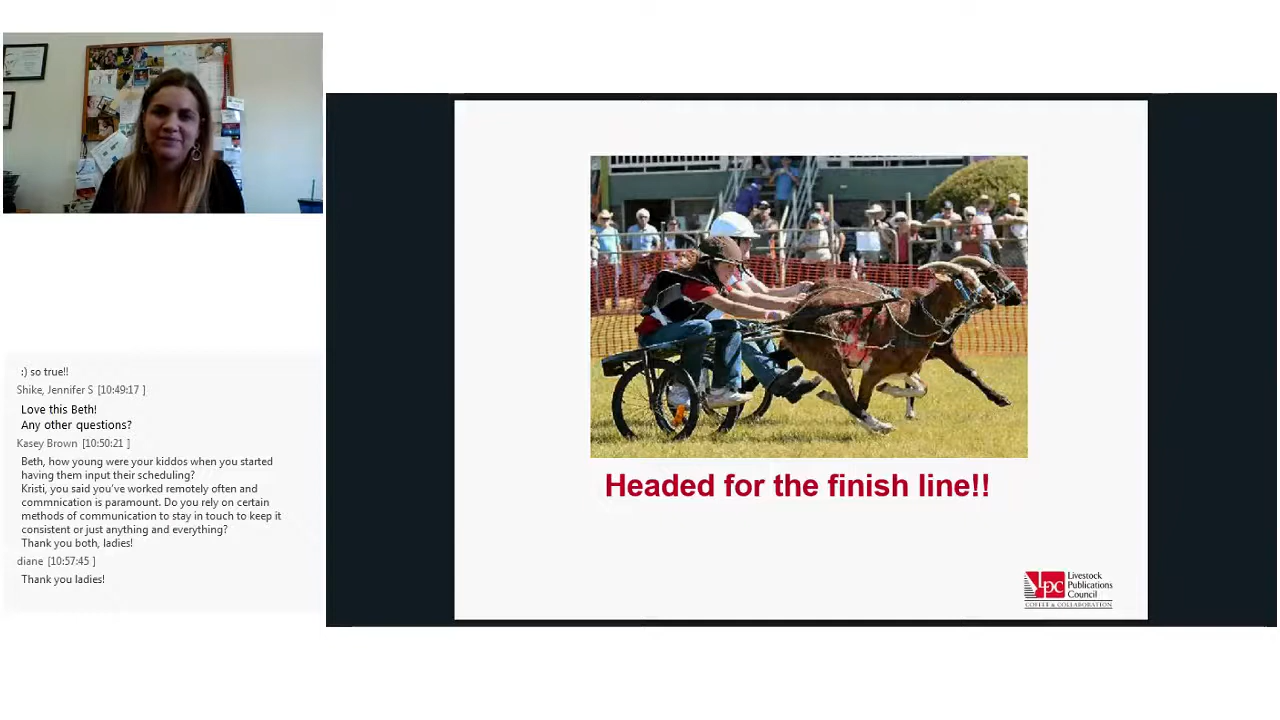 :) so true!!
Shike, Jennifer S [10:49:17 ]
Love this Beth!
Any other questions?
Kasey Brown [10:50:21 ]
Beth, how young were your kiddos when you started
having them input their scheduling?
Kristi, you said you've worked remotely often and
commnication is paramount. Do you rely on certain
methods of communication to stay in touch to keep it
consistent or just anything and everything?
Thank you both, ladies!
diane [10:57:45 ]
Thank you ladies!
Headed for the finish line!!
LPC
Livestock
Publications
Council
COFFEE & COLLABORATION